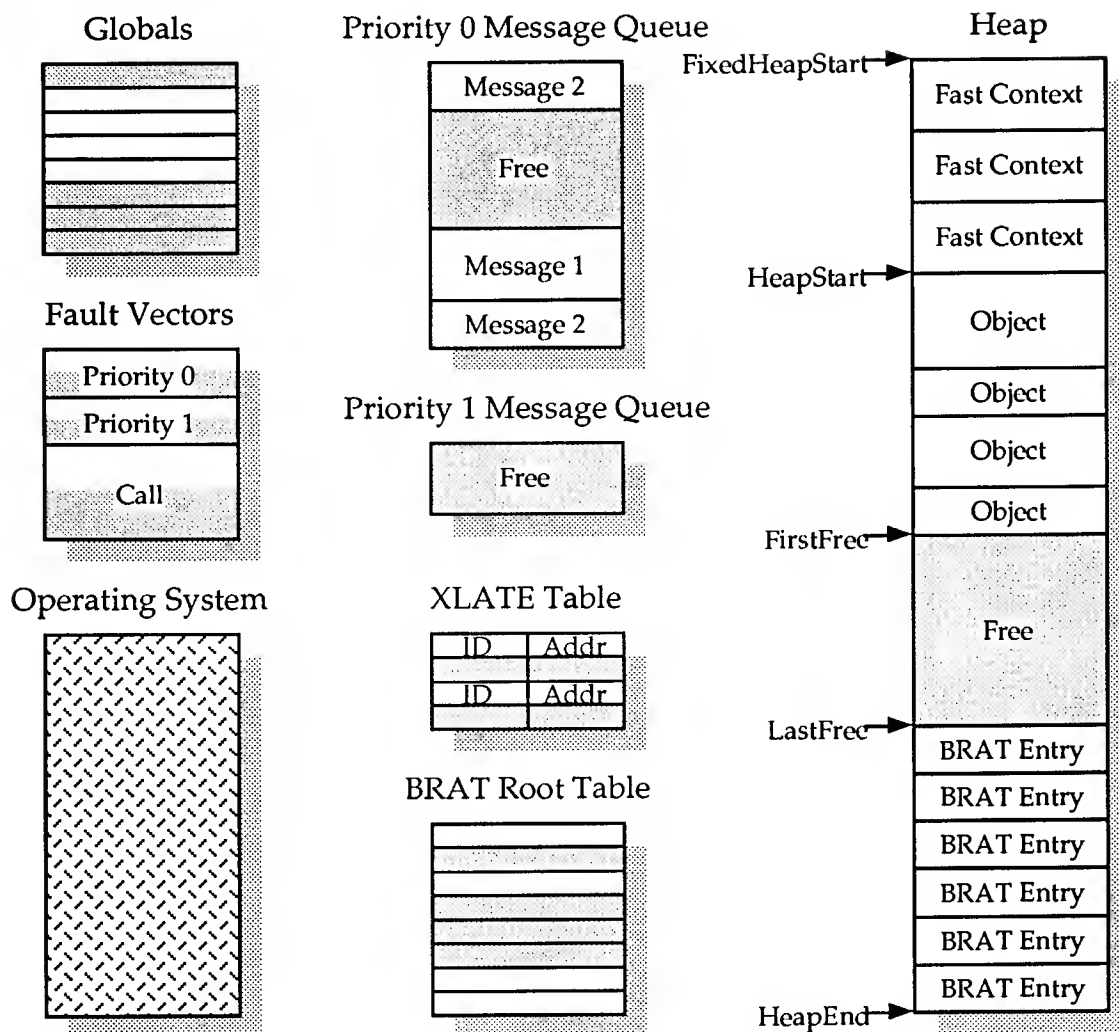 Globals
Fault Vectors
Priority 0
Priority 1
Call
Operating System
Priority 0 Message Queue
Message 2
Free
Message 1
Message 2
Priority 1 Message Queue
Free
XLATE Table
ID Addr
ID Addr
BRAT Root Table
Heap
FixedHeapStart
Fast Context
Fast Context
Fast Context
HeapStart
Object
Object
Object
Object
FirstFree
Free
LastFree
BRAT Entry
BRAT Entry
BRAT Entry
BRAT Entry
BRAT Entry
BRAT Entry
HeapEnd